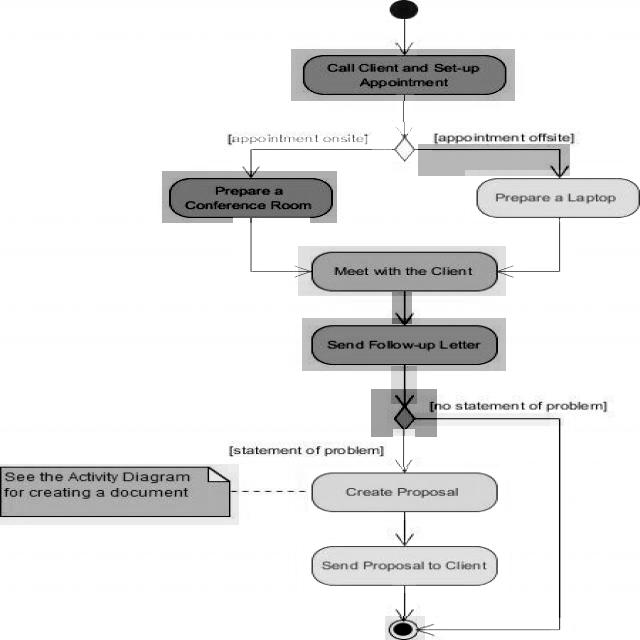 Call Client and Set-up
Appointment
[appointment onsite]
[appointment offsite]
Prepare a
Conference Room
Prepare a Laptop
Meet with the Client
Send Follow-up Letter
[no statement of problem]
[statement of problem]
See the Activity Diagram
for creating a document
Create Proposal
Send Proposal to Client